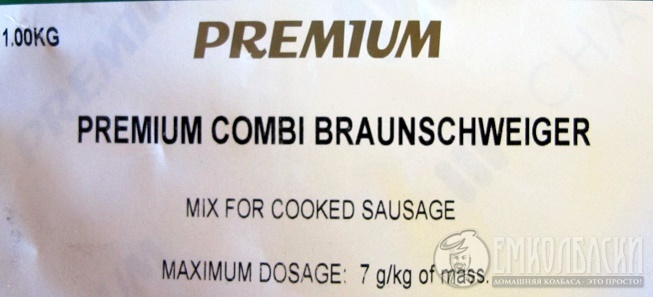 1.00KG
PREMIUM
PREMIUM COMBI BRAUNSCHWEIGER
MIX FOR COOKED SAUSAGE
MAXIMUM DOSAGE: 7 g/kg of mass.
ЕМКОЛБАСКИ
ДОМАШНЯЯ КОЛБАСА - ЭТО ПРОСТО!